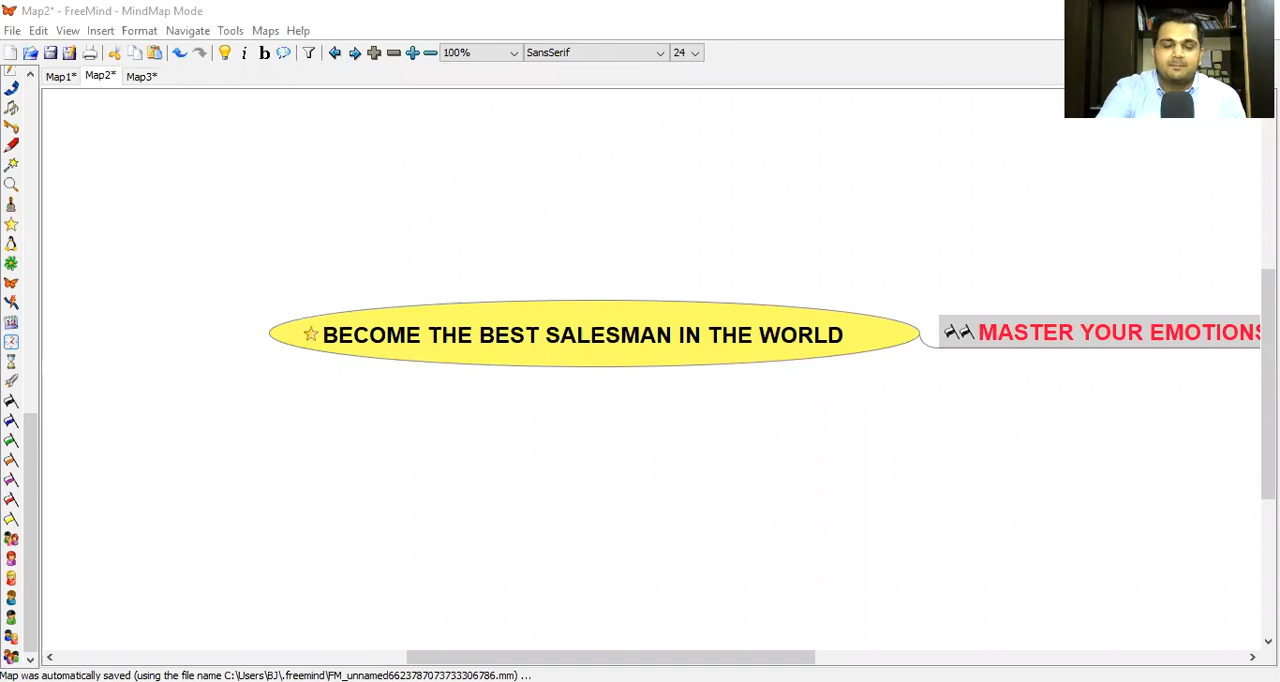 Map2* - FreeMind - MindMap Mode
File Edit View Insert Format Navigate Tools Maps Help
b 100% SansSerif 24
Map1* Map2* Map3*
BECOME THE BEST SALESMAN IN THE WORLD
MASTER YOUR EMOTIONS
Map was automatically saved (using the file name C:\Users\BJ\.freemind\FM_unnamed6623787073733306786.mm) ...